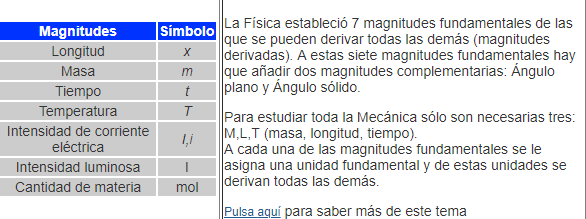 Magnitudes Símbolo
Longitud x
Masa m
Tiempo t
Temperatura T
Intensidad de corriente
eléctrica I,i
Intensidad luminosa l
Cantidad de materia mol
La Física estableció 7 magnitudes fundamentales de las
que se pueden derivar todas las demás (magnitudes
derivadas). A estas siete magnitudes fundamentales hay
que añadir dos magnitudes complementarias: Ángulo
plano y Ángulo sólido.
Para estudiar toda la Mecánica sólo son necesarias tres:
M,L,T (masa, longitud, tiempo).
A cada una de las magnitudes fundamentales se le
asigna una unidad fundamental y de estas unidades se
derivan todas las demás.
Pulsa aquí para saber más de este tema